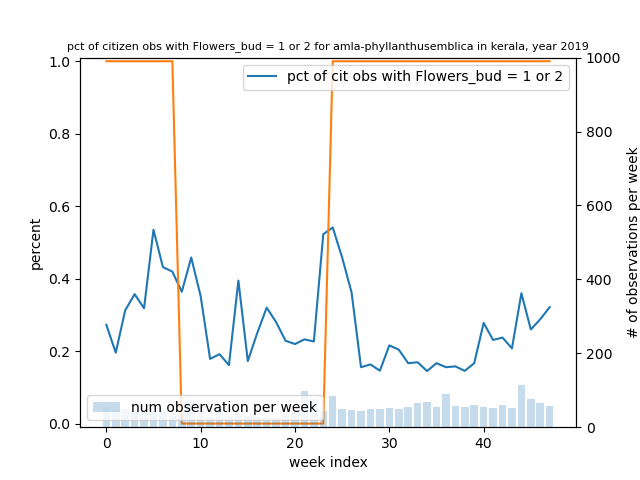 pct of citizen obs with Flowers_bud = 1 or 2 for amla-phyllanthusemblica in kerala, year 2019
pct of cit obs with Flowers_bud = 1 or 2
num observation per week
percent
1.0
0.8
0.6
0.4
0.2
0.0
0
10
20
30
40
week index
1000
800
600
400
200
0
# of observations per week